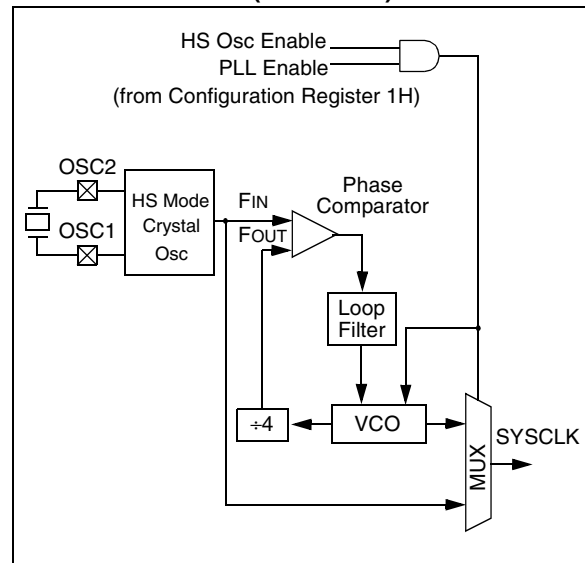 HS Osc Enable
PLL Enable
(from Configuration Register 1H)
OSC2
OSC1
HS Mode
Crystal
Osc
FIN
FOUT
Phase
Comparator
Loop
Filter
÷4
VCO
MUX
SYSCLK